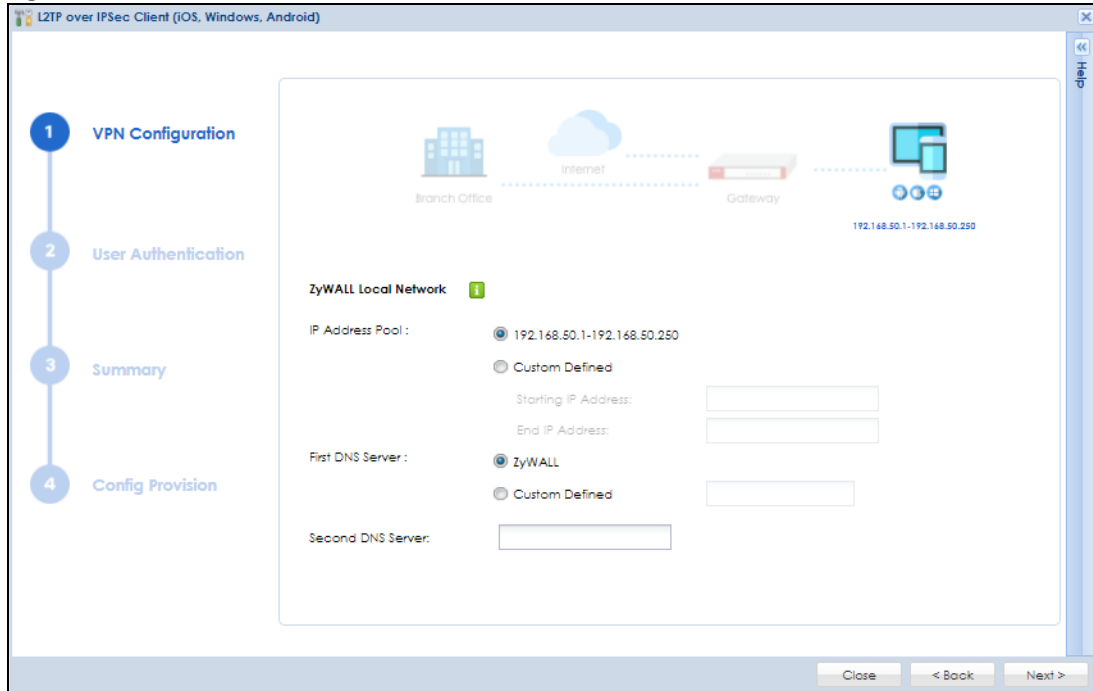 L2TP over IPSec Client (iOS, Windows, Android)
Help
1 VPN Configuration
2 User Authentication
3 Summary
4 Config Provision
Branch Office
Internet
Gateway
192.168.50.1-192.168.50.250
ZyWALL Local Network
IP Address Pool :
192.168.50.1-192.168.50.250
Custom Defined
Starting IP Address:
End IP Address:
First DNS Server :
ZyWALL
Custom Defined
Second DNS Server:
Close
< Back
Next >